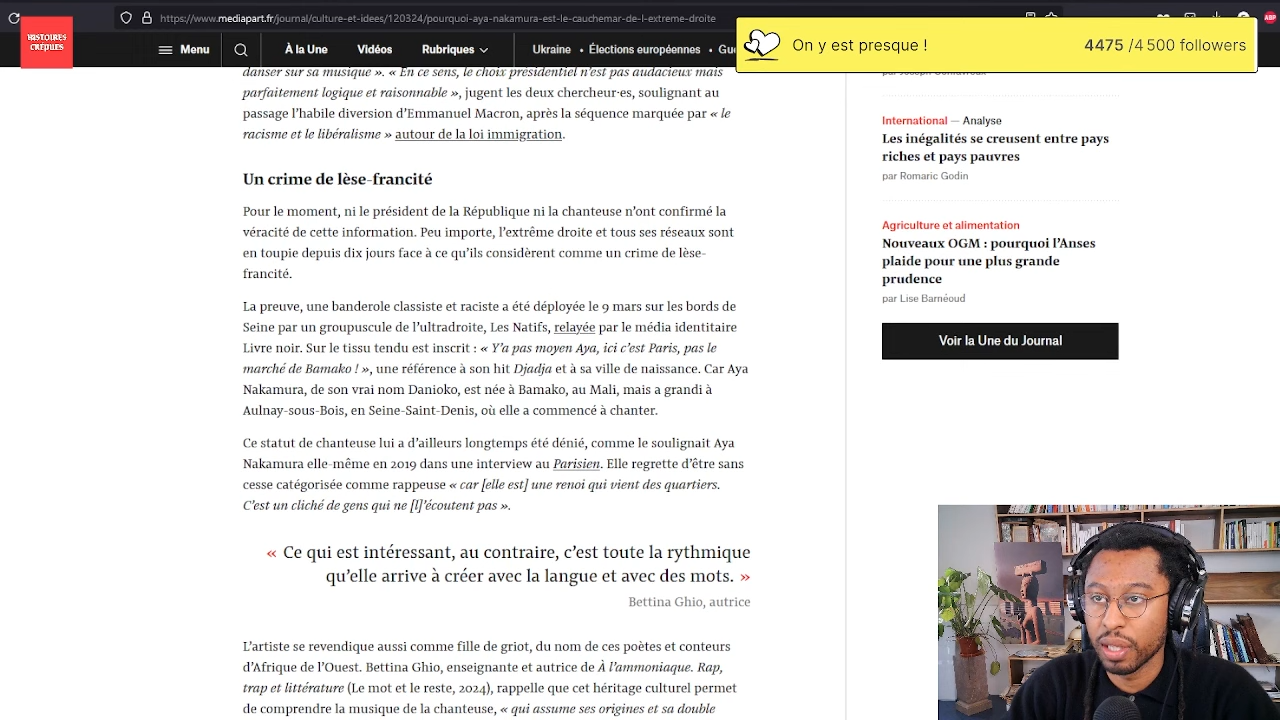 HISTOIRES
CRÉPUES
https://www.mediapart.fr/journal/culture-et-idees/120324/pourquoi-aya-nakamura-est-le-cauchemar-de-l-extreme-droite
ABP
Menu
À la Une
Vidéos
Rubriques
Ukraine • Élections européennes • Gue
On y est presque !
4475 /4 500 followers
danser sur sa musique ». « En ce sens, le choix présidentiel n’est pas audacieux mais
parfaitement logique et raisonnable », jugent les deux chercheur·es, soulignant au
passage l’habile diversion d’Emmanuel Macron, après la séquence marquée par « le
racisme et le libéralisme » autour de la loi immigration.
Un crime de lèse-francité
Pour le moment, ni le président de la République ni la chanteuse n’ont confirmé la
véracité de cette information. Peu importe, l’extrême droite et tous ses réseaux sont
en toupie depuis dix jours face à ce qu’ils considèrent comme un crime de lèse-
francité.
La preuve, une banderole classiste et raciste a été déployée le 9 mars sur les bords de
Seine par un groupuscule de l’ultradroite, Les Natifs, relayée par le média identitaire
Livre noir. Sur le tissu tendu est inscrit : « Y’a pas moyen Aya, ici c’est Paris, pas le
marché de Bamako ! », une référence à son hit Djadja et à sa ville de naissance. Car Aya
Nakamura, de son vrai nom Danioko, est née à Bamako, au Mali, mais a grandi à
Aulnay-sous-Bois, en Seine-Saint-Denis, où elle a commencé à chanter.
Ce statut de chanteuse lui a d’ailleurs longtemps été dénié, comme le soulignait Aya
Nakamura elle-même en 2019 dans une interview au Parisien. Elle regrette d’être sans
cesse catégorisée comme rappeuse « car [elle est] une renoi qui vient des quartiers.
C’est un cliché de gens qui ne [l]’écoutent pas ».
« Ce qui est intéressant, au contraire, c’est toute la rythmique
qu’elle arrive à créer avec la langue et avec des mots. »
Bettina Ghio, autrice
L’artiste se revendique aussi comme fille de griot, du nom de ces poètes et conteurs
d’Afrique de l’Ouest. Bettina Ghio, enseignante et autrice de À l’ammoniaque. Rap,
trap et littérature (Le mot et le reste, 2024), rappelle que cet héritage culturel permet
de comprendre la musique de la chanteuse, « qui assume ses origines et sa double
International — Analyse
Les inégalités se creusent entre pays
riches et pays pauvres
par Romaric Godin
Agriculture et alimentation
Nouveaux OGM : pourquoi l’Anses
plaide pour une plus grande
prudence
par Lise Barnéoud
Voir la Une du Journal